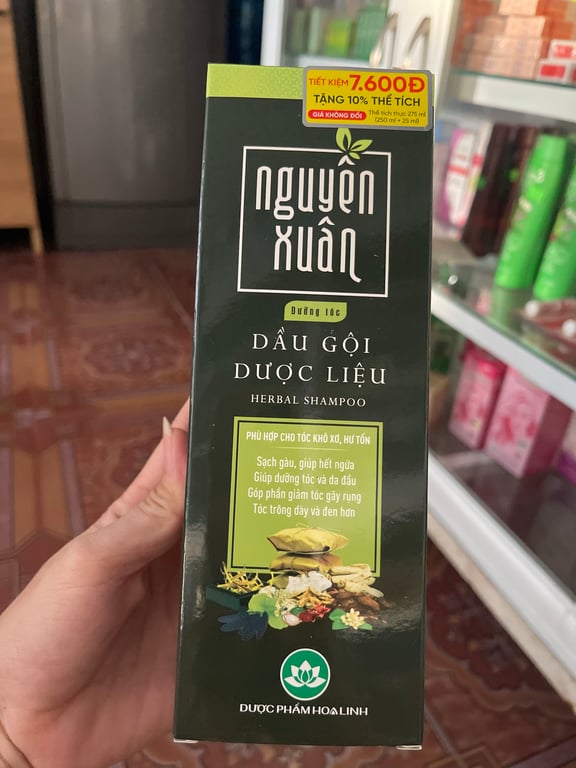 TIẾT KIỆM 7.600Đ
TẶNG 10% THỂ TÍCH
GIÁ KHÔNG ĐỔI
Thể tích thực 275 ml
(250 ml + 25 ml)
nguyên
xuân
Dưỡng tóc
DẦU GỘI
DƯỢC LIỆU
HERBAL SHAMPOO
PHÙ HỢP CHO TÓC KHÔ XƠ, HƯ TỔN
Sạch gàu, giúp hết ngứa
Giúp dưỡng tóc và da đầu
Góp phần giảm tóc gãy rụng
Tóc trông dày và đen hơn
DƯỢC PHẨM HOA LINH